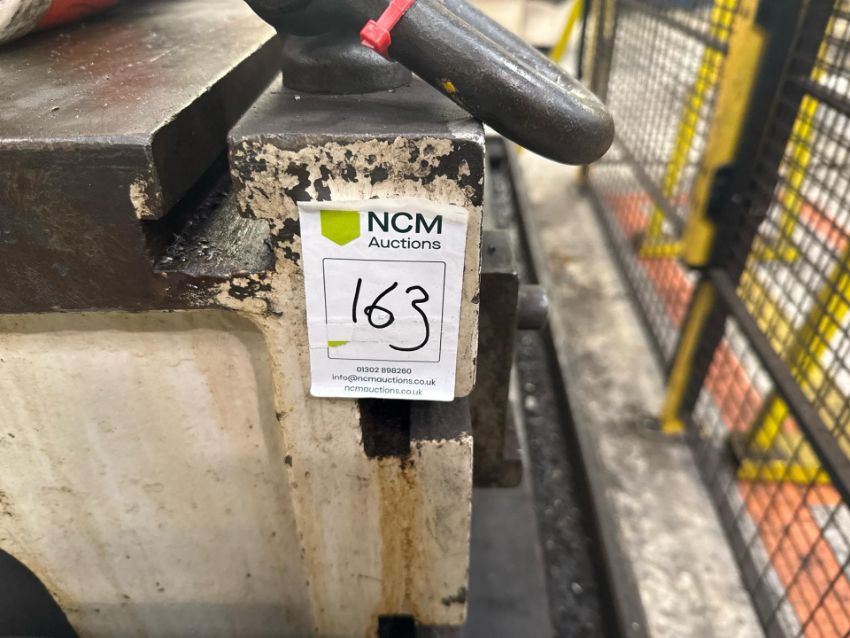 NCM
Auctions
163
01302 898260
info@ncmauctions.co.uk
ncmauctions.co.uk